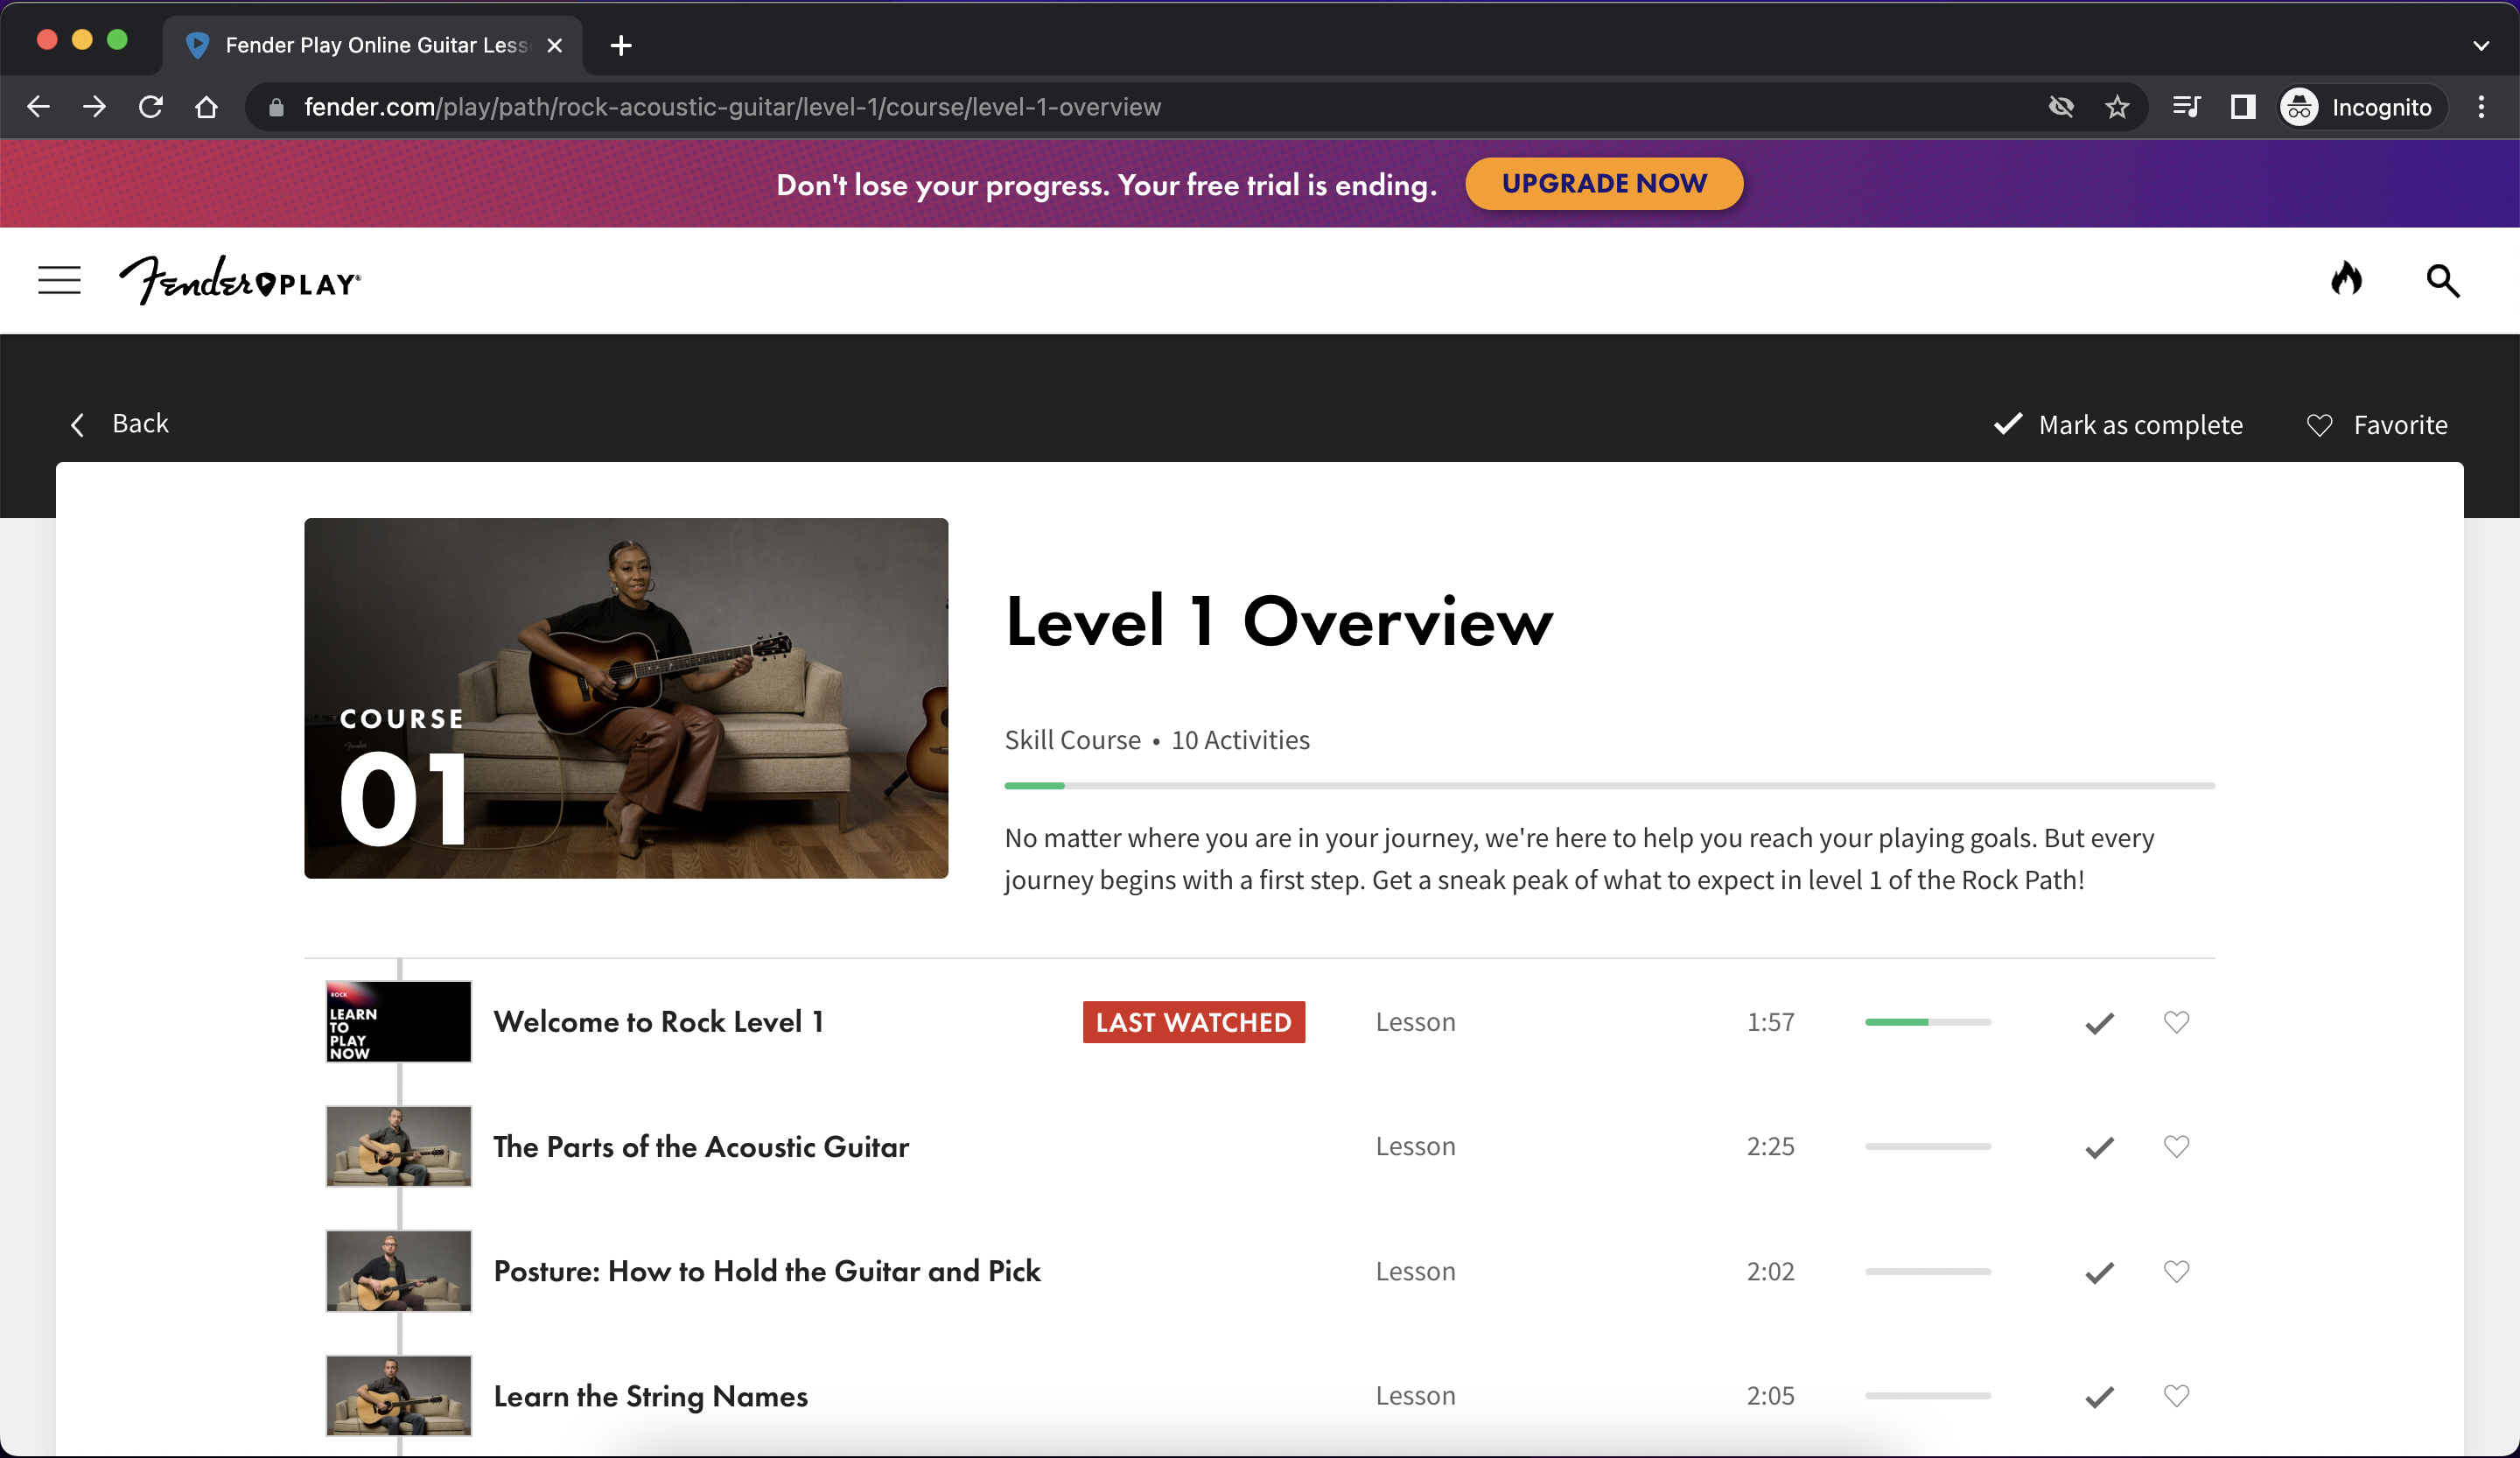 Fender Play Online Guitar Less
fender.com/play/path/rock-acoustic-guitar/level-1/course/level-1-overview
Incognito
Don't lose your progress. Your free trial is ending.
UPGRADE NOW
Fender PLAY
Back
Mark as complete
Favorite
COURSE
01
Level 1 Overview
Skill Course • 10 Activities
No matter where you are in your journey, we're here to help you reach your playing goals. But every
journey begins with a first step. Get a sneak peak of what to expect in level 1 of the Rock Path!
ROCK
LEARN
TO
PLAY
NOW
Welcome to Rock Level 1
LAST WATCHED
Lesson
1:57
The Parts of the Acoustic Guitar
Lesson
2:25
Posture: How to Hold the Guitar and Pick
Lesson
2:02
Learn the String Names
Lesson
2:05